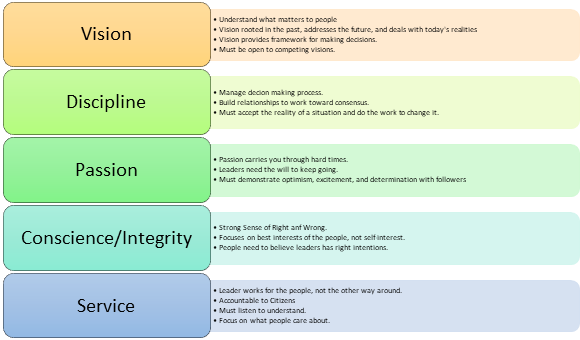 Vision
• Understand what matters to people
• Vision rooted in the past, addresses the future, and deals with today's realities
• Vision provides framework for making decisions.
• Must be open to competing visions.
Discipline
• Manage decion making process.
• Build relationships to work toward consensus.
• Must accept the reality of a situation and do the work to change it.
Passion
• Passion carries you through hard times.
• Leaders need the will to keep going.
• Must demonstrate optimism, excitement, and determination with followers
Conscience/Integrity
• Strong Sense of Right anf Wrong.
• Focuses on best interests of the people, not self-interest.
• People need to believe leaders has right intentions.
Service
• Leader works for the people, not the other way around.
• Accountable to Citizens
• Must listen to understand.
• Focus on what people care about.